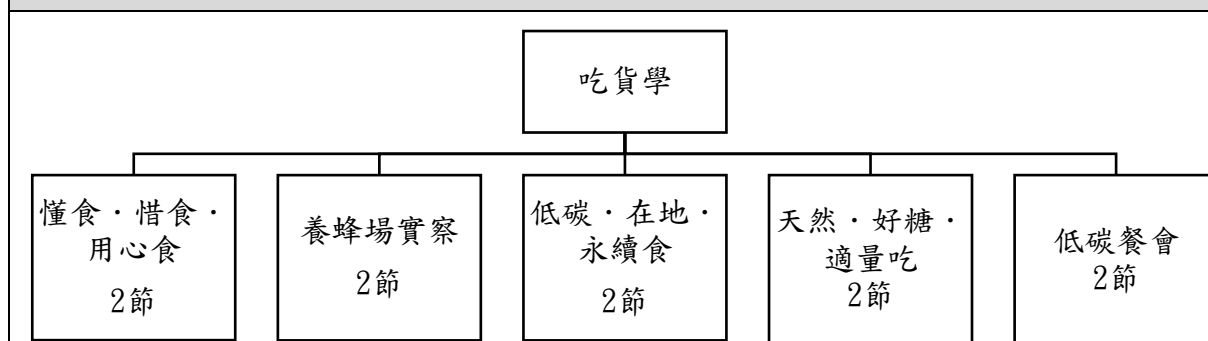 吃貨學
懂食‧惜食‧
用心食
2節
養蜂場實察
2節
低碳‧在地‧
永續食
2節
天然‧好糖‧
適量吃
2節
低碳餐會
2節